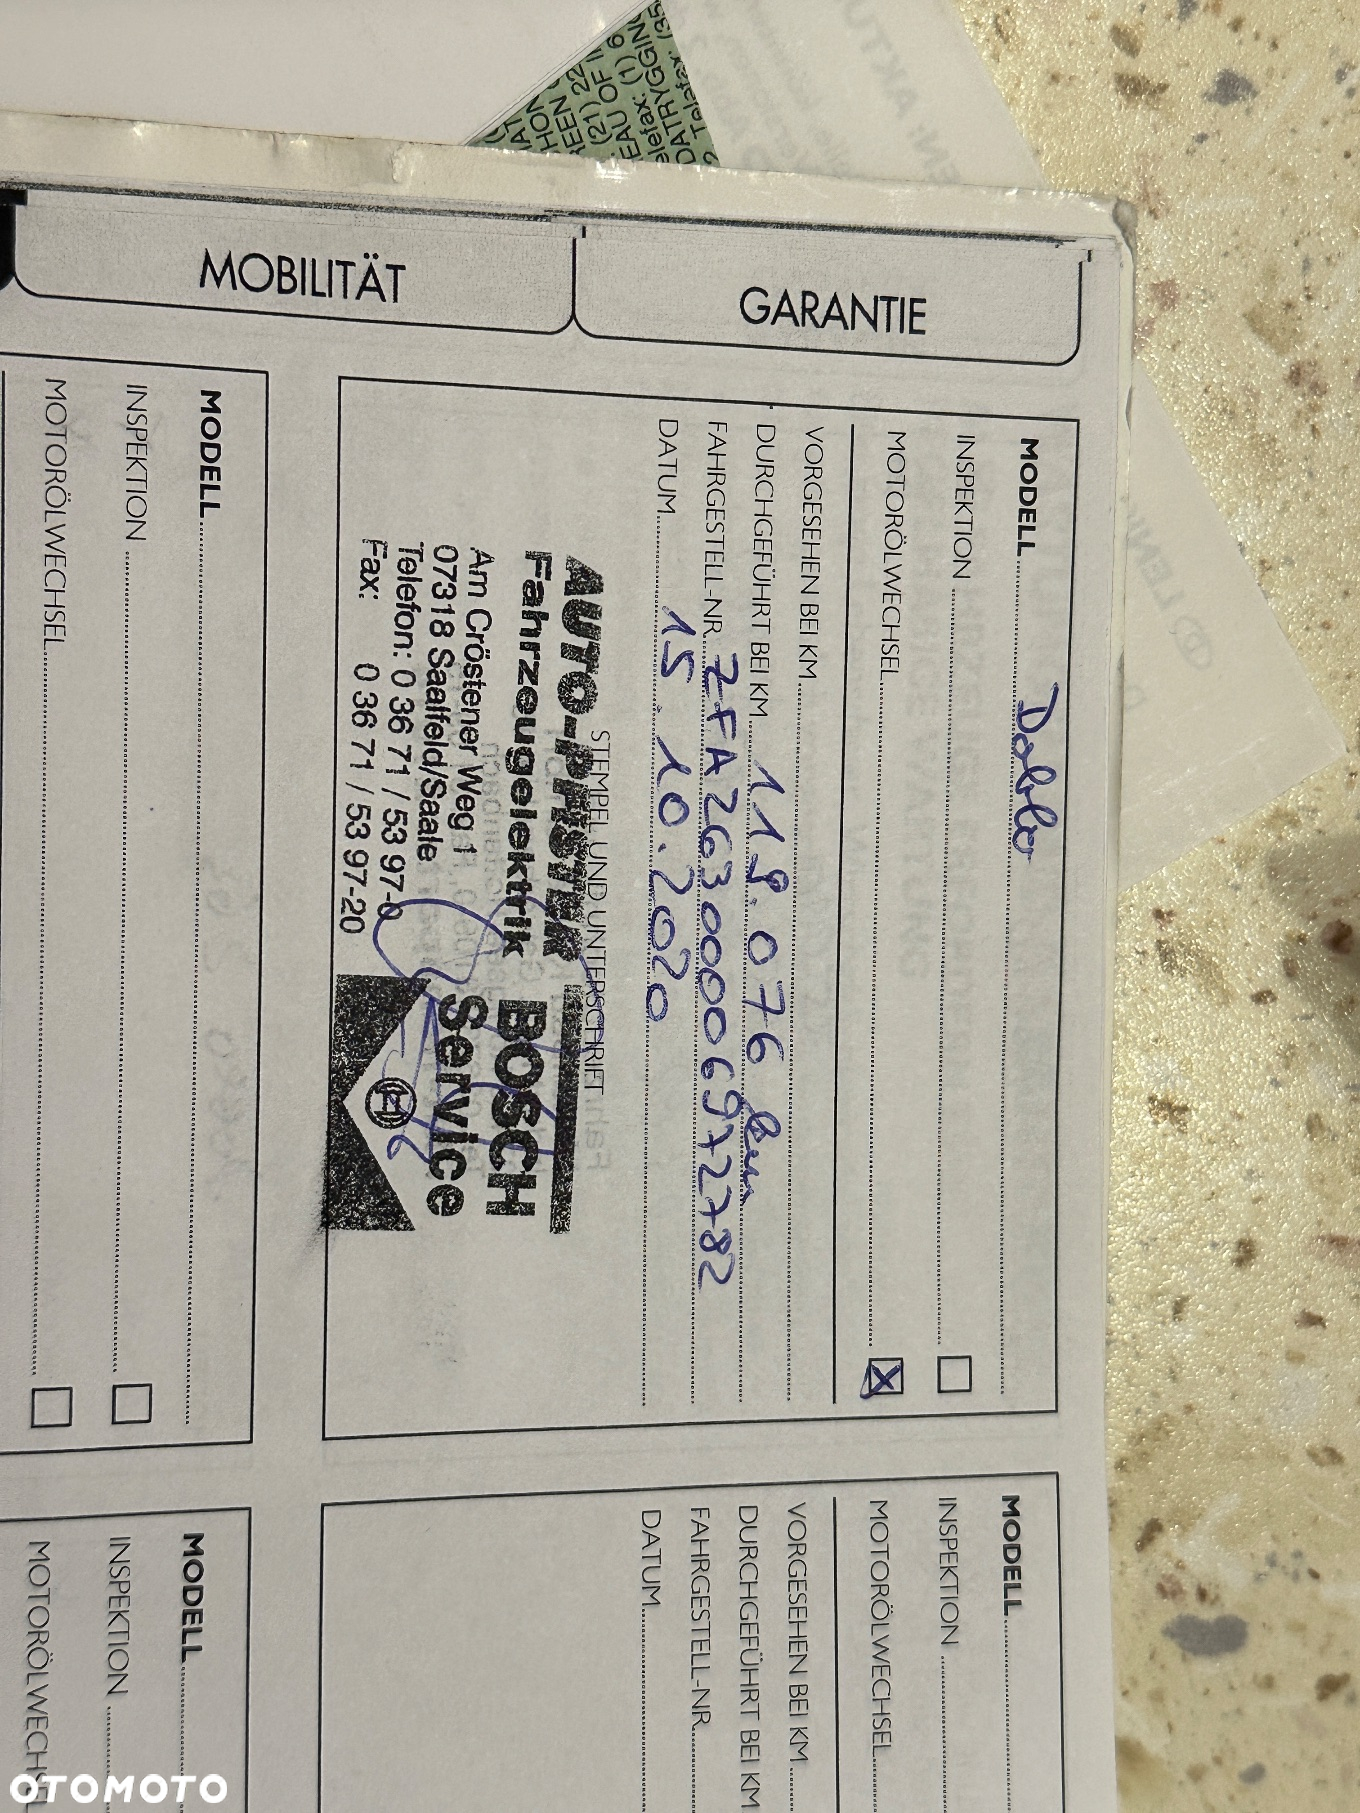 MOBILITÄT
GARANTIE
MODELL Doblo
INSPEKTION
MOTORÖLWECHSEL
VORGESEHEN BEI KM
DURCHGEFÜHRT BEI KM 119.076 km
FAHRGESTELL-NR. ZFA26300006972782
DATUM 15.10.2020
STEMPEL UND UNTERSCHRIFT
AUTO-PASTER
Fahrzeugelektrik
Am Cröstener Weg 1
07318 Saalfeld/Saale
Telefon: 0 36 71 / 53 97-0
Fax: 0 36 71 / 53 97-20
BOSCH
Service
MODELL
INSPEKTION
MOTORÖLWECHSEL
VORGESEHEN BEI KM
DURCHGEFÜHRT BEI KM
FAHRGESTELL-NR.
DATUM
MODELL
INSPEKTION
MOTORÖLWECHSEL
MODELL
INSPEKTION
MOTORÖLWECHSEL
OTOMOTO